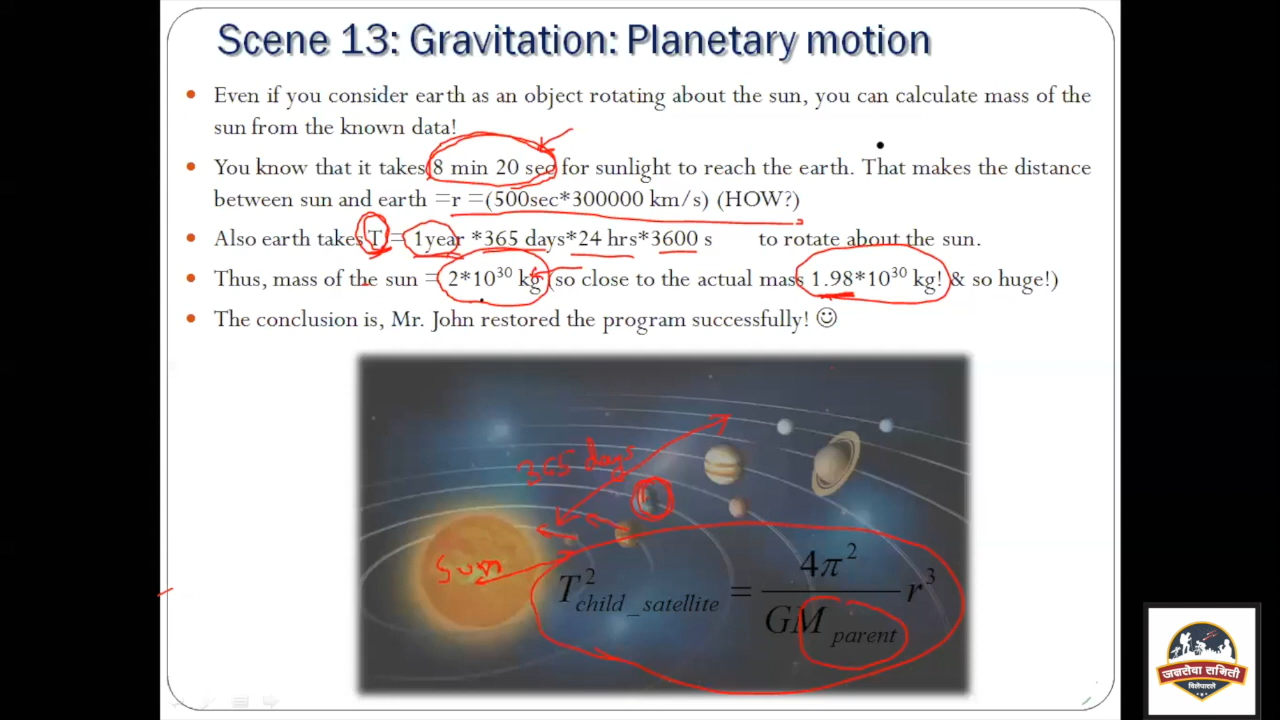 Scene 13: Gravitation: Planetary motion
• Even if you consider earth as an object rotating about the sun, you can calculate mass of the
sun from the known data!
• You know that it takes 8 min 20 sec for sunlight to reach the earth. That makes the distance
between sun and earth =r =(500sec*300000 km/s) (HOW?)
• Also earth takes T = 1year *365 days*24 hrs*3600 s to rotate about the sun.
• Thus, mass of the sun = 2*10³⁰ kg (so close to the actual mass 1.98*10³⁰ kg! & so huge!)
• The conclusion is, Mr. John restored the program successfully! ☺
365 days
Sun
T²child_satellite = 4π²/GMparent r³
जनसेवा समिती
विलेपारले